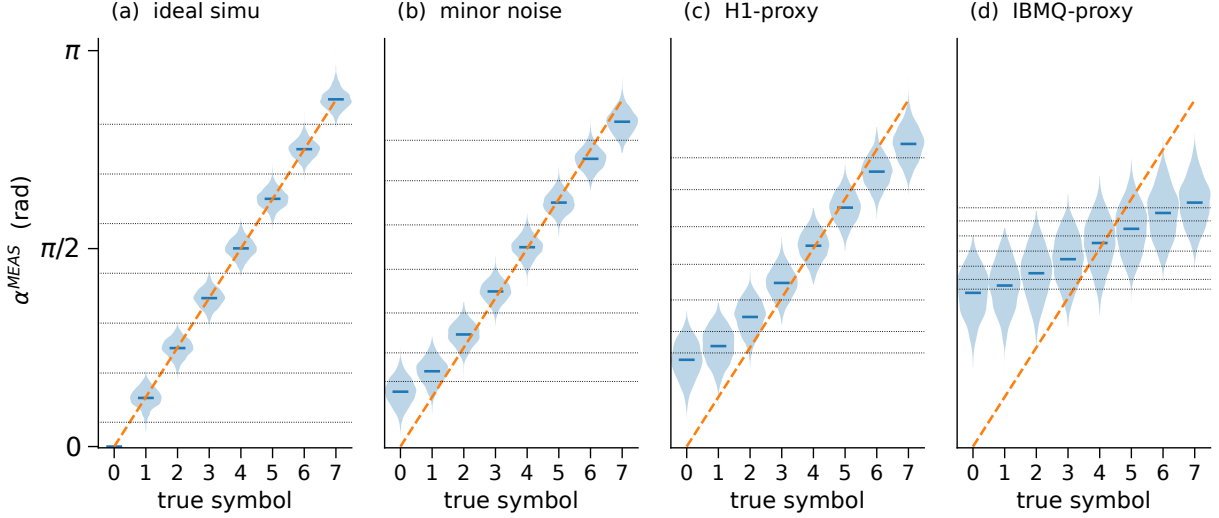 (a) ideal simu
(b) minor noise
(c) H1-proxy
(d) IBMQ-proxy
π
π/2
0
α^MEAS (rad)
0 1 2 3 4 5 6 7
0 1 2 3 4 5 6 7
0 1 2 3 4 5 6 7
0 1 2 3 4 5 6 7
true symbol
true symbol
true symbol
true symbol